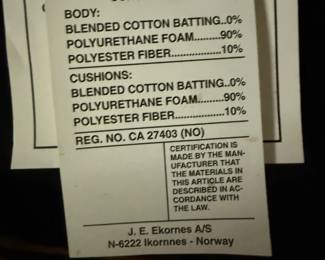 BODY:
BLENDED COTTON BATTING..0%
POLYURETHANE FOAM.........90%
POLYESTER FIBER..................10%
CUSHIONS:
BLENDED COTTON BATTING..0%
POLYURETHANE FOAM.........90%
POLYESTER FIBER..................10%
REG. NO. CA 27403 (NO)
CERTIFICATION IS
MADE BY THE MAN-
UFACTURER THAT
THE MATERIALS IN
THIS ARTICLE ARE
DESCRIBED IN AC-
CORDANCE WITH
THE LAW.
J. E. Ekornes A/S
N-6222 Ikornnes - Norway